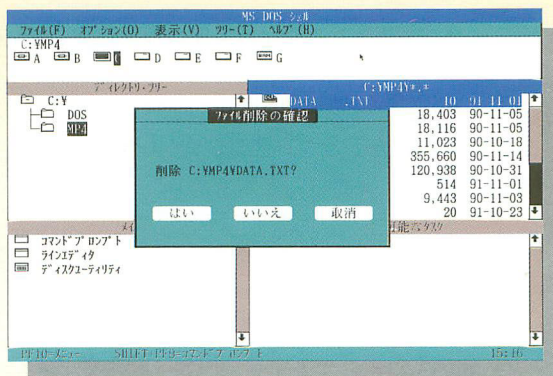 MS-DOS シェル
ファイル(F) オプション(O) 表示(V) ツリー(T) ヘルプ(H)
C:¥MP4
A B C D E F G
ディレクトリ・ツリー
C:¥MP4¥*.*
C:¥
DOS
MP4
DATA .TXT 10 91-11-01
18,403 90-11-05
18,116 90-11-05
11,023 90-10-18
355,660 90-11-14
120,938 90-10-31
514 91-11-01
9,443 90-11-03
20 91-10-23
ファイル削除の確認
削除 C:¥MP4¥DATA.TXT?
はい いいえ 取消
コマンドプロンプト
ラインエディタ
ディスクユーティリティ
PF10=メニュー SHIFT+PF9=コマンドプロンプト 15:16